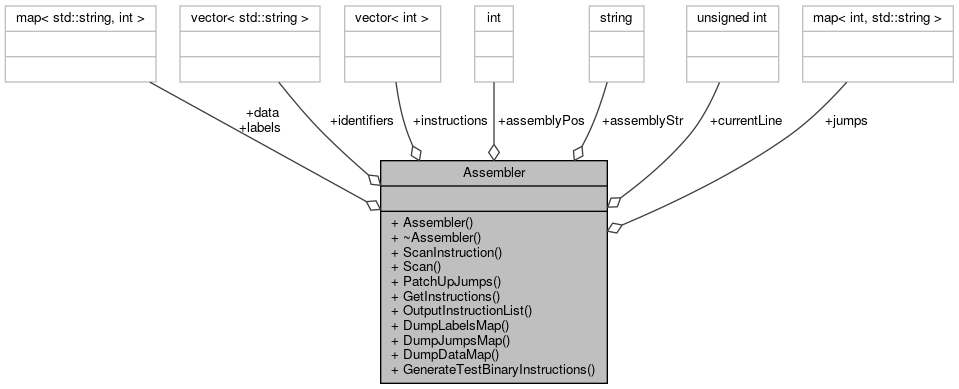 map< std::string, int >
vector< std::string >
vector< int >
int
string
unsigned int
map< int, std::string >
+data
+labels
+identifiers
+instructions
+assemblyPos
+assemblyStr
+currentLine
+jumps
Assembler
+ Assembler()
+ ~Assembler()
+ ScanInstruction()
+ Scan()
+ PatchUpJumps()
+ GetInstructions()
+ OutputInstructionList()
+ DumpLabelsMap()
+ DumpJumpsMap()
+ DumpDataMap()
+ GenerateTestBinaryInstructions()